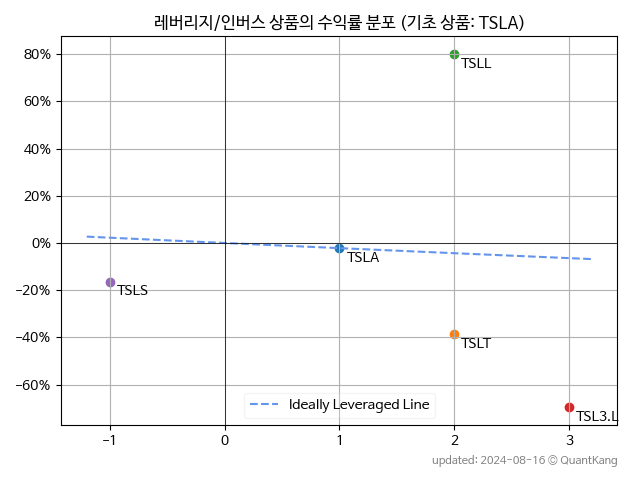 레버리지/인버스 상품의 수익률 분포 (기초 상품: TSLA)
80%
60%
40%
20%
0%
−20%
−40%
−60%
TSLL
TSLA
TSLS
TSLT
TSL3.L
Ideally Leveraged Line
−1 0 1 2 3
updated: 2024-08-16 © QuantKang